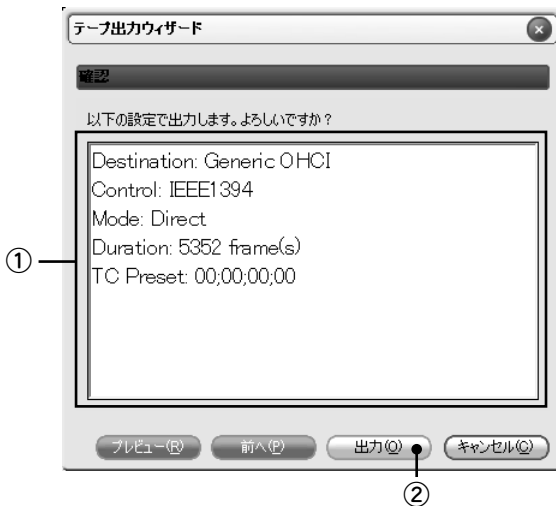 テープ出力ウィザード
確認
以下の設定で出力します。よろしいですか？
Destination: Generic OHCI
Control: IEEE1394
Mode: Direct
Duration: 5352 frame(s)
TC Preset: 00;00;00;00
①
プレビュー(R) 前へ(P) 出力(O) キャンセル(C)
②